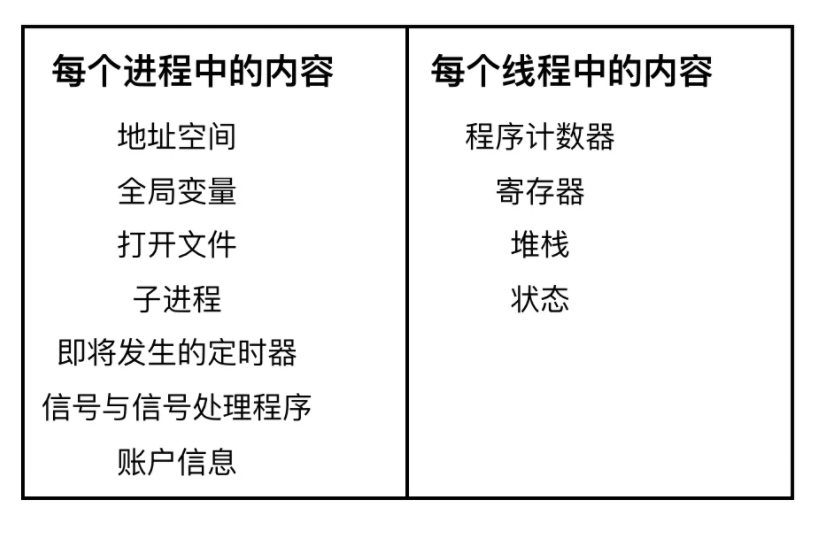 每个进程中的内容
地址空间
全局变量
打开文件
子进程
即将发生的定时器
信号与信号处理程序
账户信息
每个线程中的内容
程序计数器
寄存器
堆栈
状态